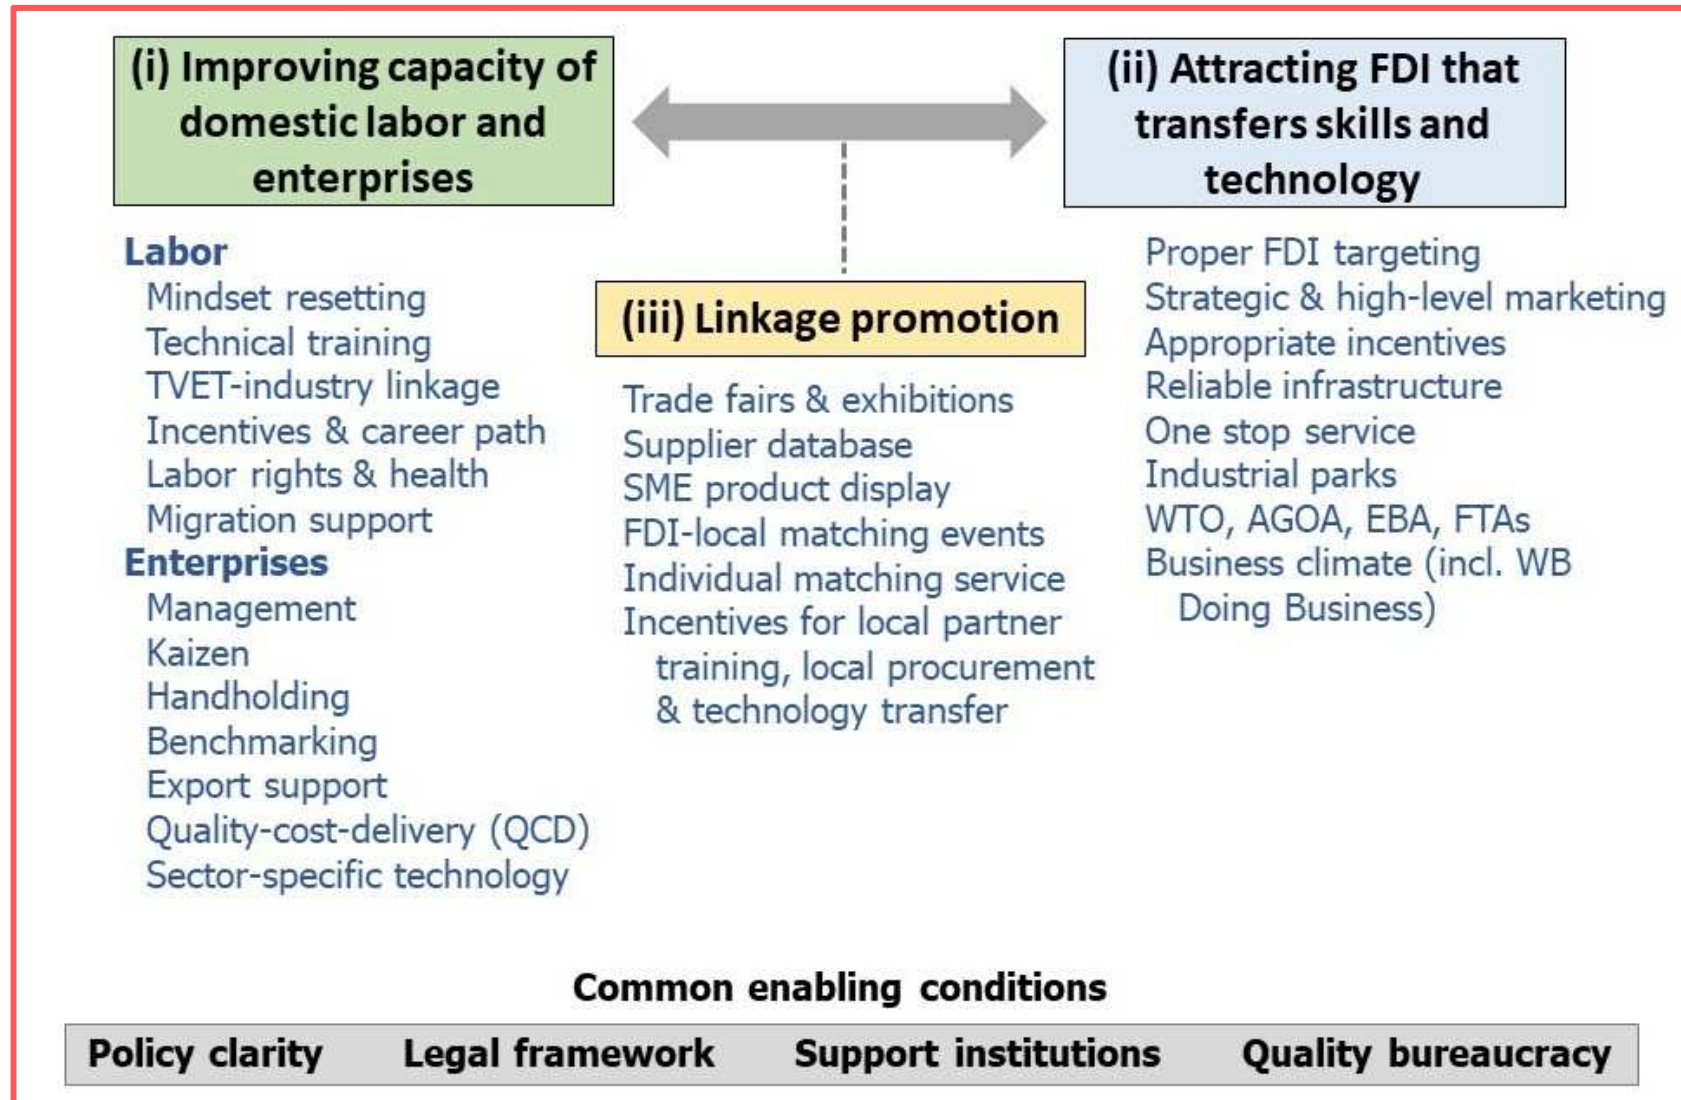 (i) Improving capacity of
domestic labor and
enterprises
Labor
Mindset resetting
Technical training
TVET-industry linkage
Incentives & career path
Labor rights & health
Migration support
Enterprises
Management
Kaizen
Handholding
Benchmarking
Export support
Quality-cost-delivery (QCD)
Sector-specific technology
(iii) Linkage promotion
Trade fairs & exhibitions
Supplier database
SME product display
FDI-local matching events
Individual matching service
Incentives for local partner
training, local procurement
& technology transfer
(ii) Attracting FDI that
transfers skills and
technology
Proper FDI targeting
Strategic & high-level marketing
Appropriate incentives
Reliable infrastructure
One stop service
Industrial parks
WTO, AGOA, EBA, FTAs
Business climate (incl. WB
Doing Business)
Common enabling conditions
Policy clarity Legal framework Support institutions Quality bureaucracy